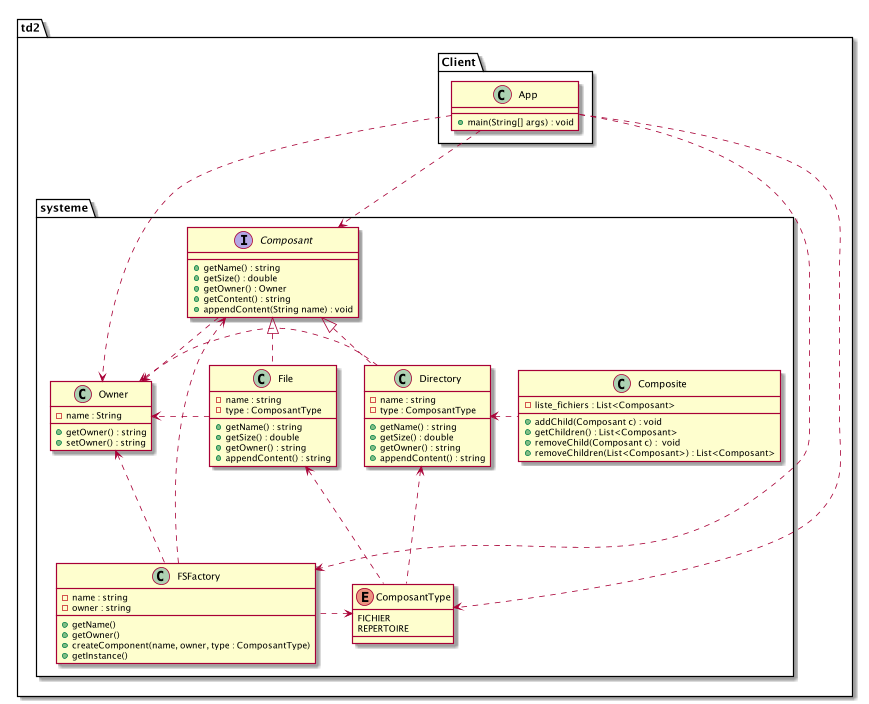 td2
Client
C App
main(String[] args) : void
systeme
I Composant
getName() : string
getSize() : double
getOwner() : Owner
getContent() : string
appendContent(String name) : void
C Owner
name : String
getOwner() : string
setOwner() : string
C File
name : string
type : ComposantType
getName() : string
getSize() : double
getOwner() : string
appendContent() : string
C Directory
name : string
type : ComposantType
getName() : string
getSize() : double
getOwner() : string
appendContent() : string
C Composite
liste_fichiers : List<Composant>
addChild(Composant c) : void
getChildren() : List<Composant>
removeChild(Composant c) : void
removeChildren(List<Composant>) : List<Composant>
C FSFactory
name : string
owner : string
getName()
getOwner()
createComponent(name, owner, type : ComposantType)
getInstance()
E ComposantType
FICHIER
REPERTOIRE